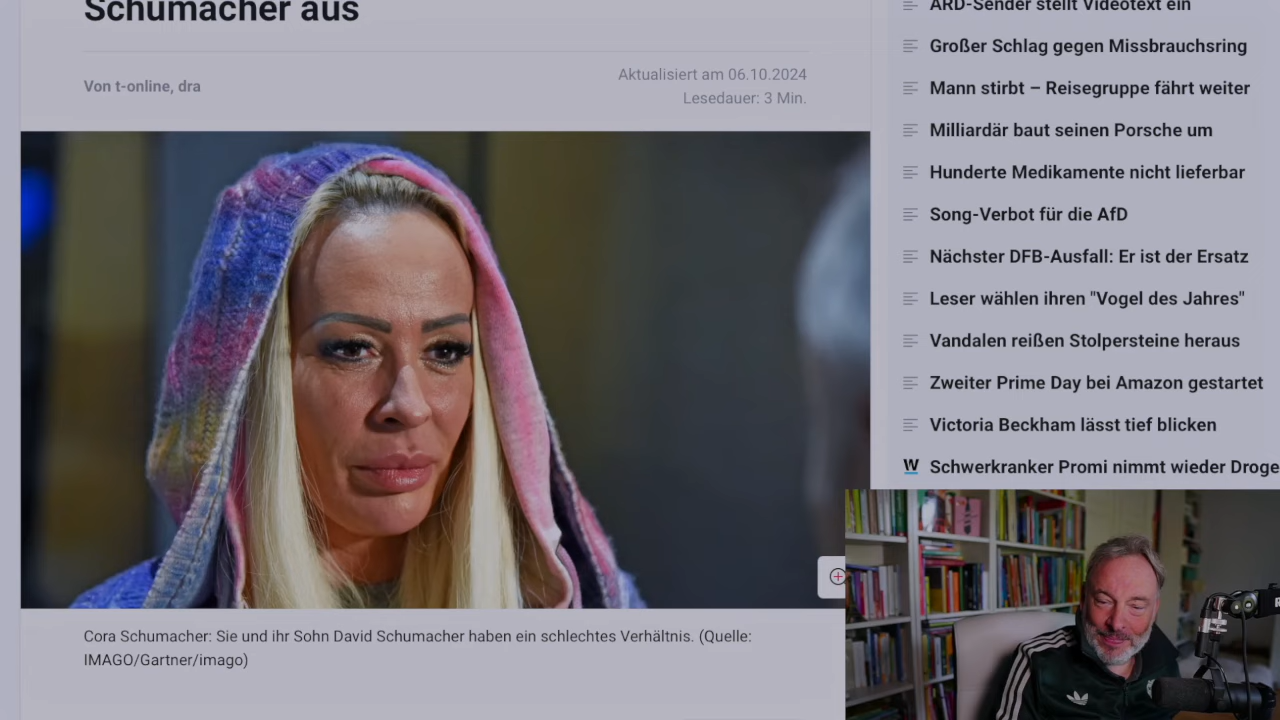 Schumacher aus
Von t-online, dra
Aktualisiert am 06.10.2024
Lesedauer: 3 Min.
Cora Schumacher: Sie und ihr Sohn David Schumacher haben ein schlechtes Verhältnis. (Quelle:
IMAGO/Gartner/imago)
ARD-Sender stellt Videotext ein
Großer Schlag gegen Missbrauchsring
Mann stirbt – Reisegruppe fährt weiter
Milliardär baut seinen Porsche um
Hunderte Medikamente nicht lieferbar
Song-Verbot für die AfD
Nächster DFB-Ausfall: Er ist der Ersatz
Leser wählen ihren "Vogel des Jahres"
Vandalen reißen Stolpersteine heraus
Zweiter Prime Day bei Amazon gestartet
Victoria Beckham lässt tief blicken
W Schwerkranker Promi nimmt wieder Droge